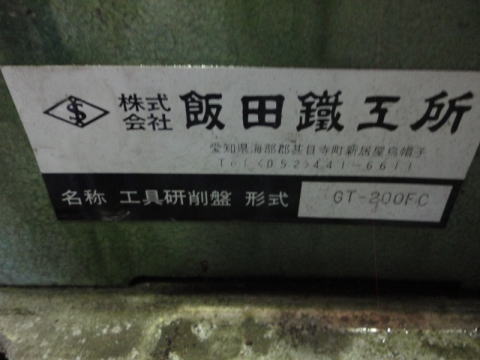 株式会社 飯田鐵工所
愛知県海部郡甚目寺町新居屋烏帽子
Tel(052)441-6611
名称 工具研削盤 形式 GT-200FC